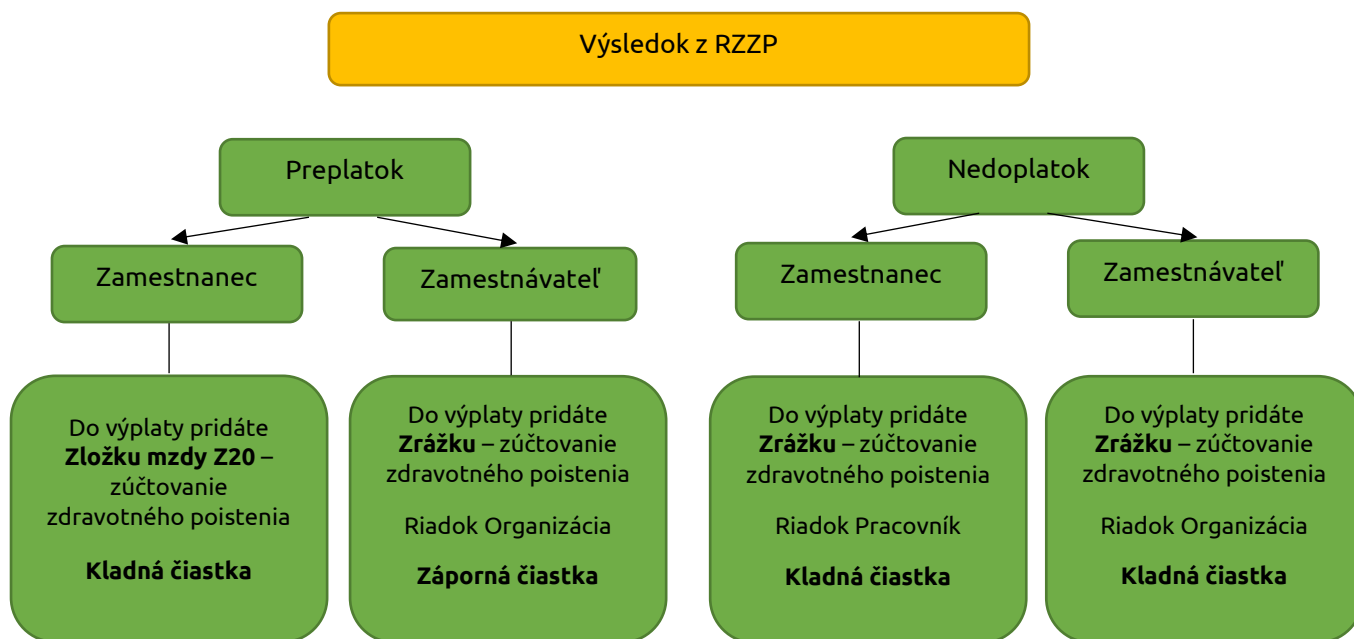 Výsledok z RZZP
Preplatok
Nedoplatok
Zamestnanec
Zamestnávateľ
Zamestnanec
Zamestnávateľ
Do výplaty pridáte
Zložku mzdy Z20 –
zúčtovanie
zdravotného poistenia
Kladná čiastka
Do výplaty pridáte
Zrážku – zúčtovanie
zdravotného poistenia
Riadok Organizácia
Záporná čiastka
Do výplaty pridáte
Zrážku – zúčtovanie
zdravotného poistenia
Riadok Pracovník
Kladná čiastka
Do výplaty pridáte
Zrážku – zúčtovanie
zdravotného poistenia
Riadok Organizácia
Kladná čiastka